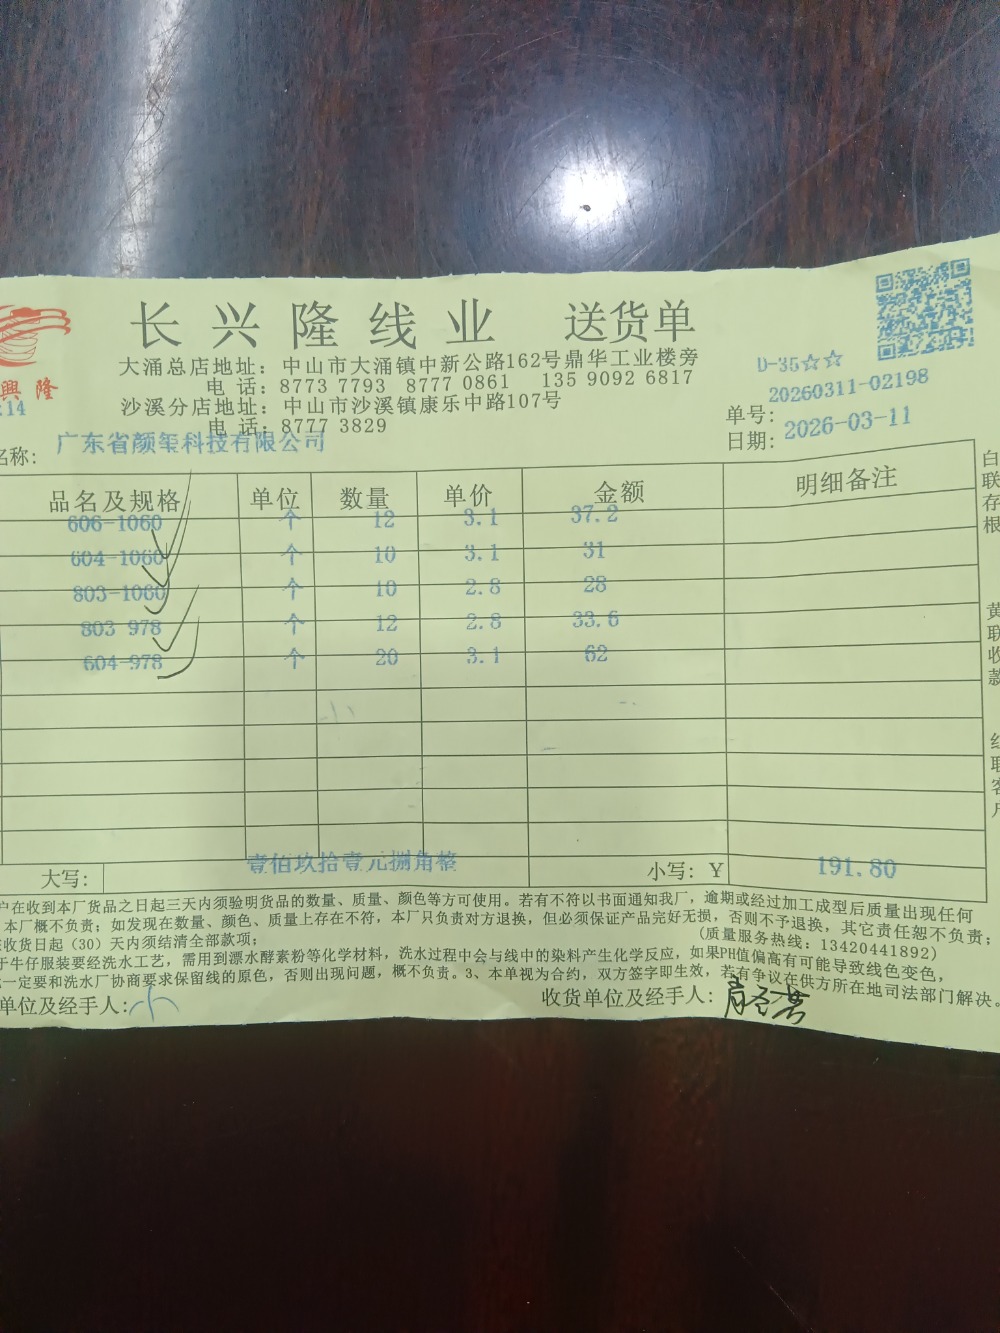 长兴隆线业 送货单
興隆
大涌总店地址：中山市大涌镇中新公路162号鼎华工业楼旁
电 话：8773 7793 8777 0861 135 9092 6817
沙溪分店地址：中山市沙溪镇康乐中路107号
电 话：8777 3829
:14
D-35☆☆
20260311-02198
单号：
日期：2026-03-11
名称： 广东省颜玺科技有限公司
品名及规格 单位 数量 单价 金额 明细备注
606-1060 个 12 3.1 37.2
604-1060 个 10 3.1 31
803-1060 个 10 2.8 28
803 978 个 12 2.8 33.6
604-978 个 20 3.1 62
大写： 壹佰玖拾壹元捌角整 小写：Y 191.80
户在收到本厂货品之日起三天内须验明货品的数量、质量、颜色等方可使用。若有不符以书面通知我厂，逾期或经过加工成型后质量出现任何
本厂概不负责；如发现在数量、颜色、质量上存在不符，本厂只负责对方退换，但必须保证产品完好无损，否则不予退换，其它责任恕不负责；
收货日起（30）天内须结清全部款项； （质量服务热线：13420441892）
于牛仔服装要经洗水工艺，需用到漂水酵素粉等化学材料，洗水过程中会与线中的染料产生化学反应，如果PH值偏高有可能导致线色变色，
一定要和洗水厂协商要求保留线的原色，否则出现问题，概不负责。3、本单视为合约，双方签字即生效，若有争议在供方所在地司法部门解决。
单位及经手人：小 收货单位及经手人：
白联存根
黄联收款
红联客户